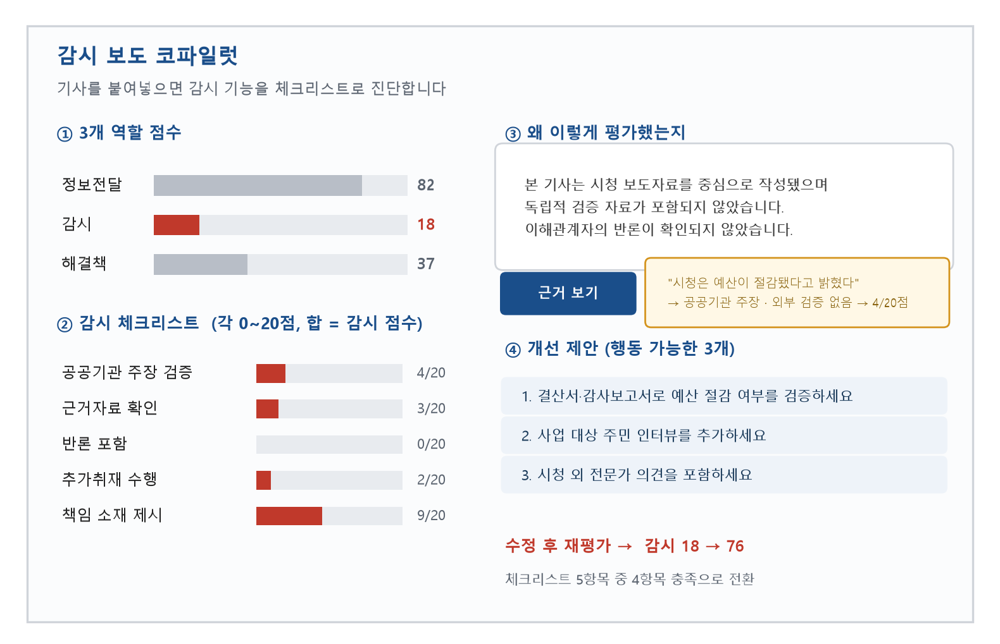 감시 보도 코파일럿
기사를 붙여넣으면 감시 기능을 체크리스트로 진단합니다
① 3개 역할 점수
정보전달 82
감시 18
해결책 37
② 감시 체크리스트 (각 0~20점, 합 = 감시 점수)
공공기관 주장 검증 4/20
근거자료 확인 3/20
반론 포함 0/20
추가취재 수행 2/20
책임 소재 제시 9/20
③ 왜 이렇게 평가했는지
본 기사는 시청 보도자료를 중심으로 작성됐으며
독립적 검증 자료가 포함되지 않았습니다.
이해관계자의 반론이 확인되지 않았습니다.
근거 보기
"시청은 예산이 절감됐다고 밝혔다"
→ 공공기관 주장 · 외부 검증 없음 → 4/20점
④ 개선 제안 (행동 가능한 3개)
1. 결산서·감사보고서로 예산 절감 여부를 검증하세요
2. 사업 대상 주민 인터뷰를 추가하세요
3. 시청 외 전문가 의견을 포함하세요
수정 후 재평가 → 감시 18 → 76
체크리스트 5항목 중 4항목 충족으로 전환